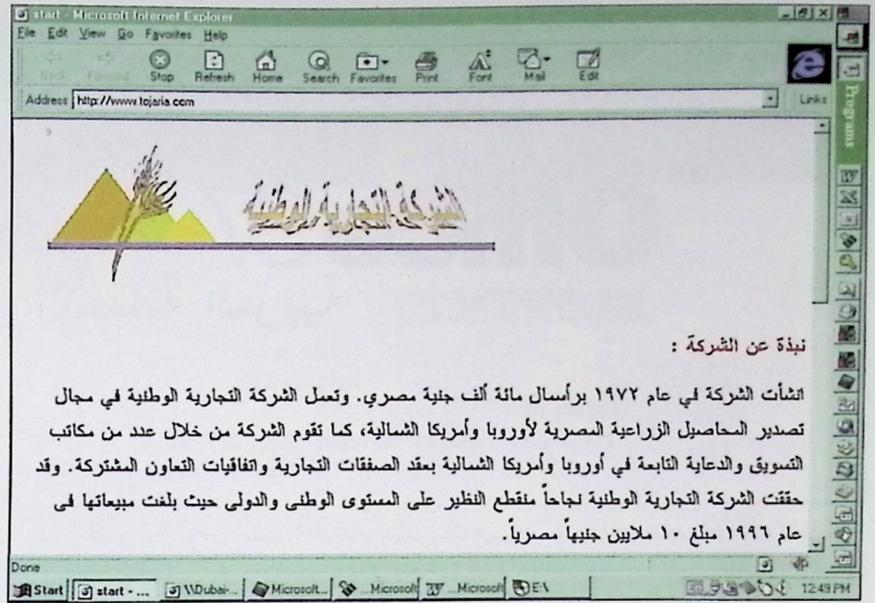 start - Microsoft Internet Explorer
File Edit View Go Favorites Help
Back Forward Stop Refresh Home Search Favorites Print Font Mail Edit
Address http://www.tojaria.com Links
Programs
الشركة التجارية الوطنية
نبذة عن الشركة :
انشأت الشركة في عام ١٩٧٢ برأسمال مائة ألف جنية مصري. وتعمل الشركة التجارية الوطنية في مجال
تصدير المحاصيل الزراعية المصرية لأوروبا وأمريكا الشمالية، كما تقوم الشركة من خلال عدد من مكاتب
التسويق والدعاية التابعة في أوروبا وأمريكا الشمالية بعقد الصفقات التجارية واتفاقيات التعاون المشتركة. وقد
حققت الشركة التجارية الوطنية نجاحاً منقطع النظير على المستوى الوطنى والدولى حيث بلغت مبيعاتها فى
عام ١٩٩٦ مبلغ ١٠ ملايين جنيهاً مصرياً.
Done
Start start - ... \\Dubai-... Microsoft... ...Microsoft ...Microsoft E:\ 12:49 PM